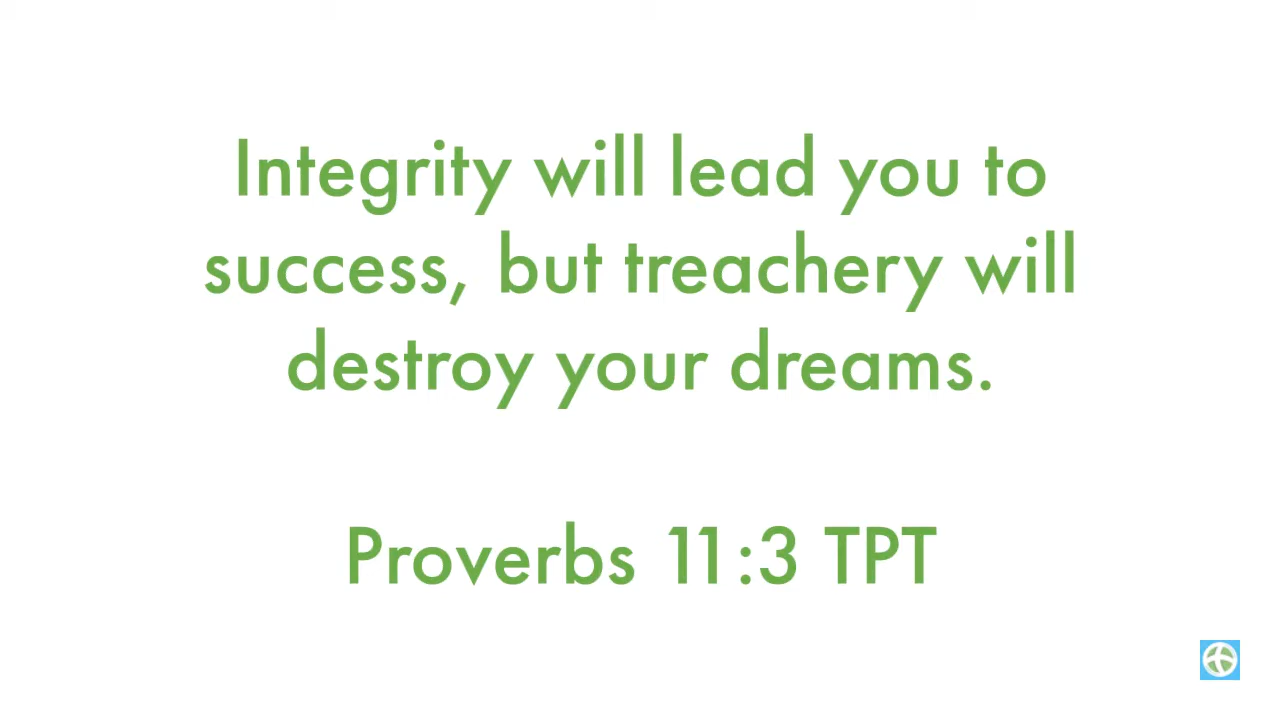 Integrity will lead you to
success, but treachery will
destroy your dreams.
Proverbs 11:3 TPT